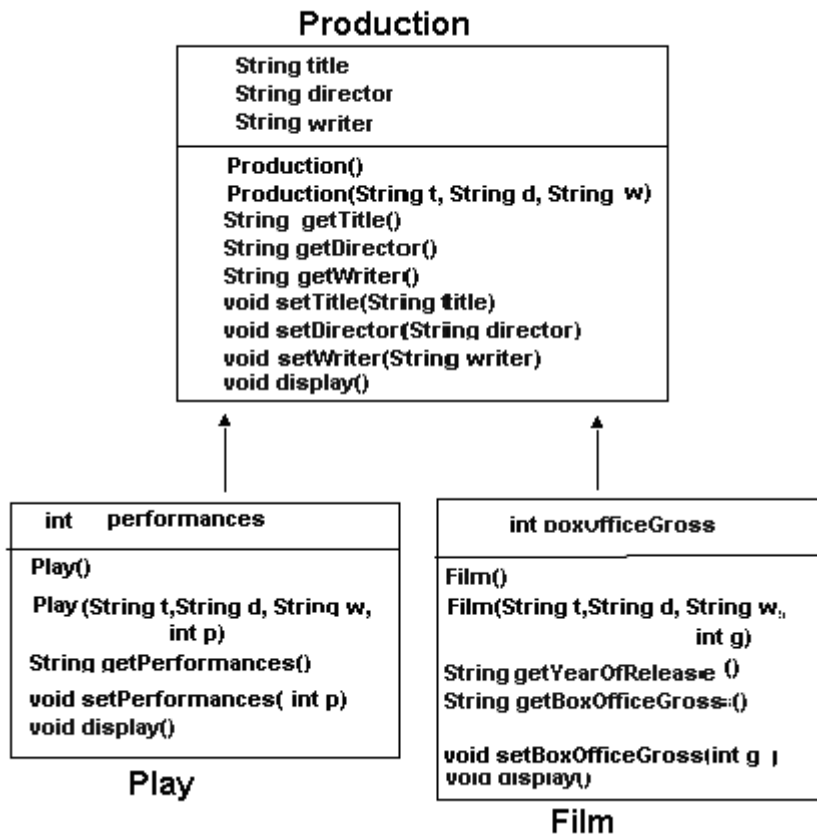 Production
String title
String director
String writer
Production()
Production(String t, String d, String w)
String getTitle()
String getDirector()
String getWriter()
void setTitle(String title)
void setDirector(String director)
void setWriter(String writer)
void display()
int performances
Play()
Play (String t,String d, String w,
int p)
String getPerformances()
void setPerformances( int p)
void display()
Play
int boxOfficeGross
Film()
Film(String t,String d, String w,
int g)
String getYearOfRelease ()
String getBoxOfficeGross()
void setBoxOfficeGross(int g )
void display()
Film